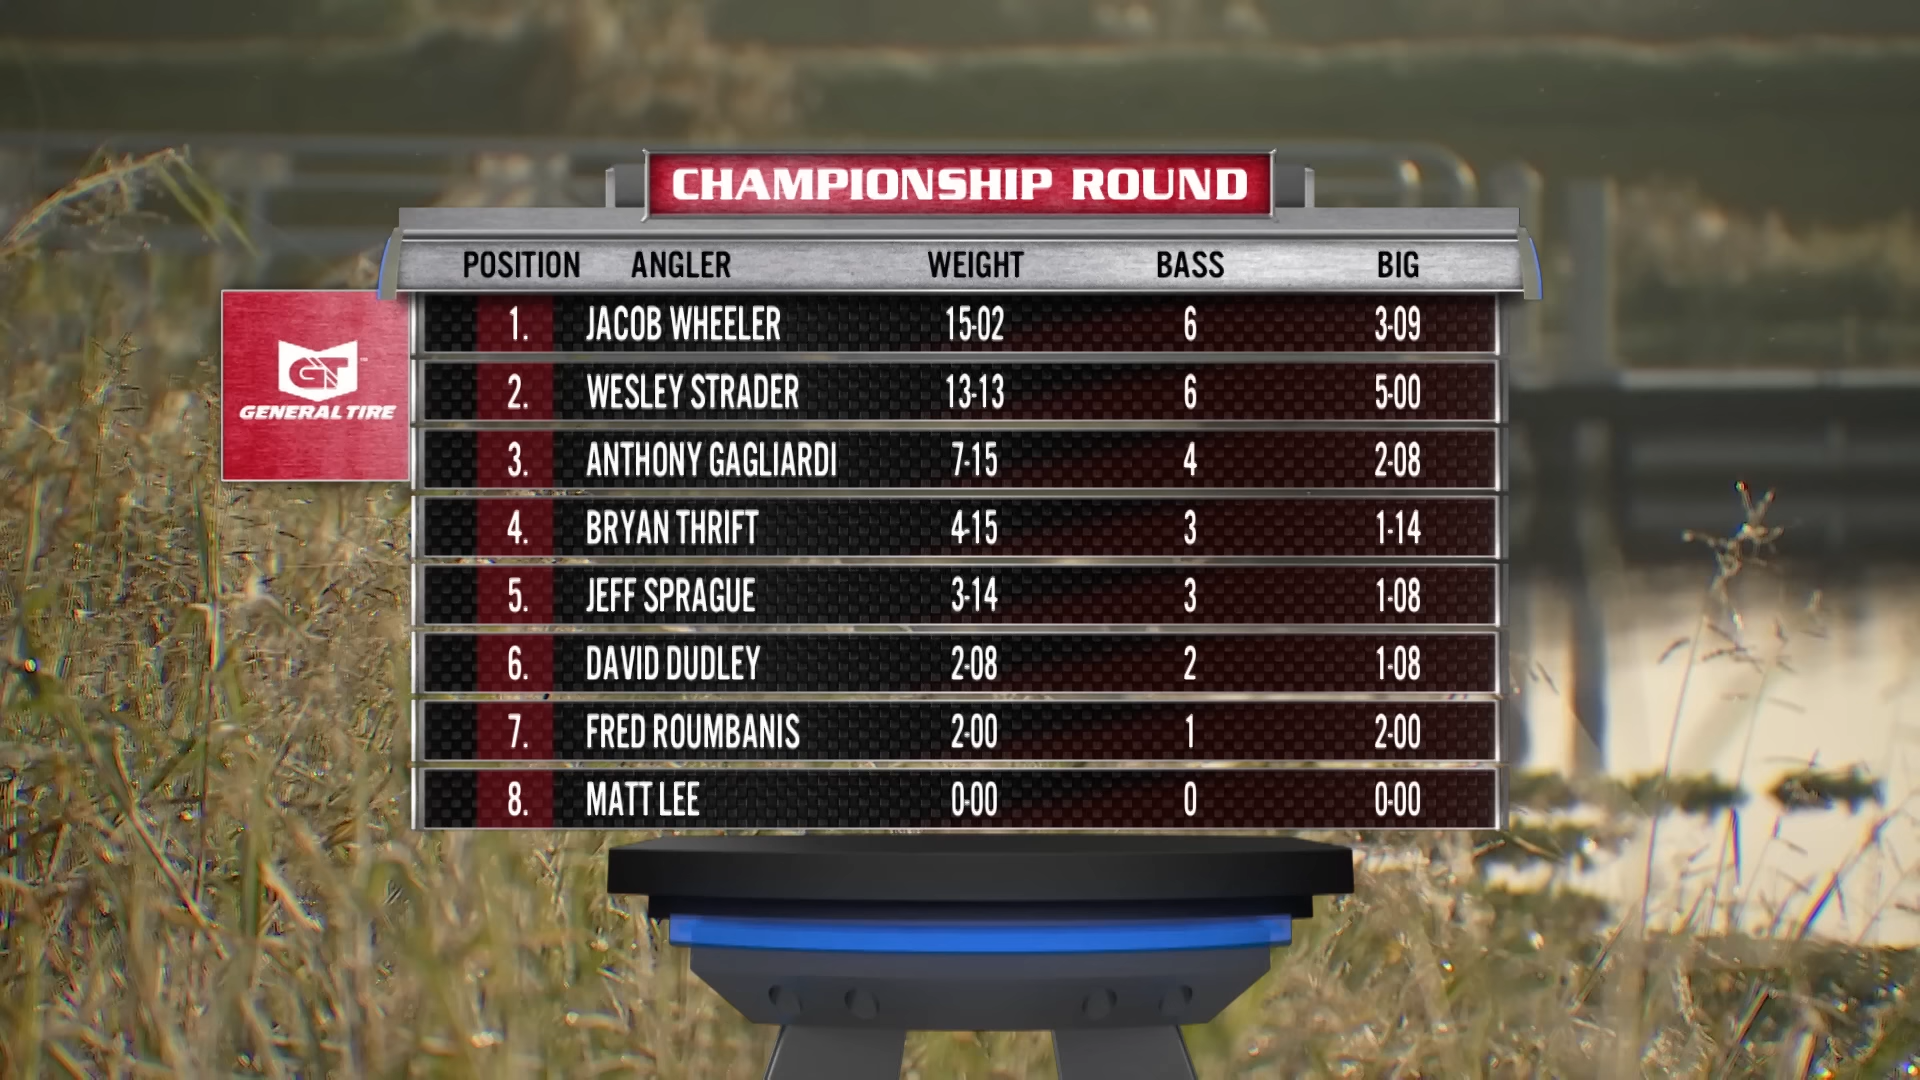 CHAMPIONSHIP ROUND
POSITION ANGLER WEIGHT BASS BIG
1. JACOB WHEELER 15-02 6 3-09
GT™
GENERAL TIRE
2. WESLEY STRADER 13-13 6 5-00
3. ANTHONY GAGLIARDI 7-15 4 2-08
4. BRYAN THRIFT 4-15 3 1-14
5. JEFF SPRAGUE 3-14 3 1-08
6. DAVID DUDLEY 2-08 2 1-08
7. FRED ROUMBANIS 2-00 1 2-00
8. MATT LEE 0-00 0 0-00